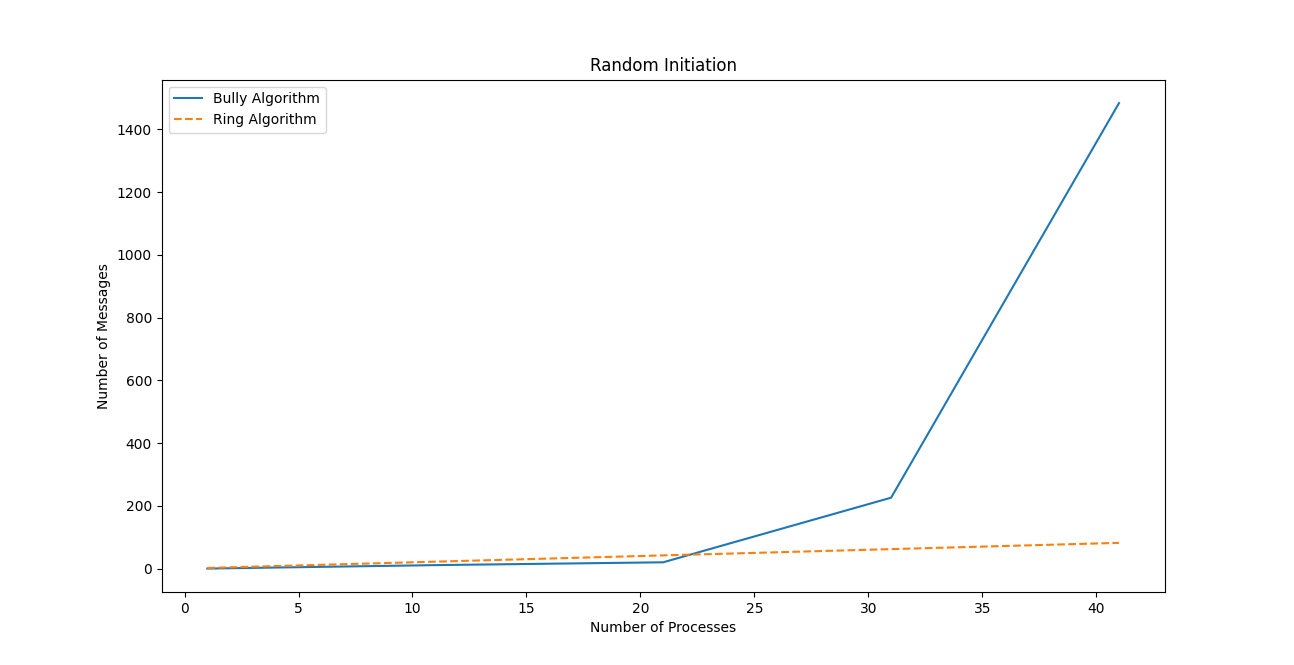 Random Initiation
Bully Algorithm
Ring Algorithm
1400
1200
1000
800
600
400
200
0
Number of Messages
0 5 10 15 20 25 30 35 40
Number of Processes